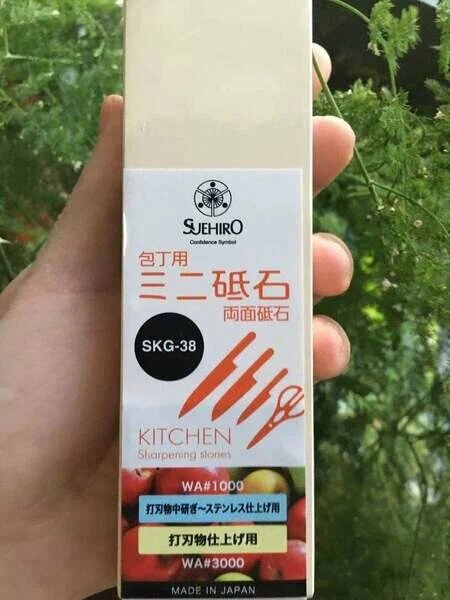 SUEHIRO
Confidence Symbol
包丁用
ミニ砥石
両面砥石
SKG-38
KITCHEN
Sharpening stones
WA#1000
打刃物中研ぎ〜ステンレス仕上げ用
打刃物仕上げ用
WA#3000
MADE IN JAPAN